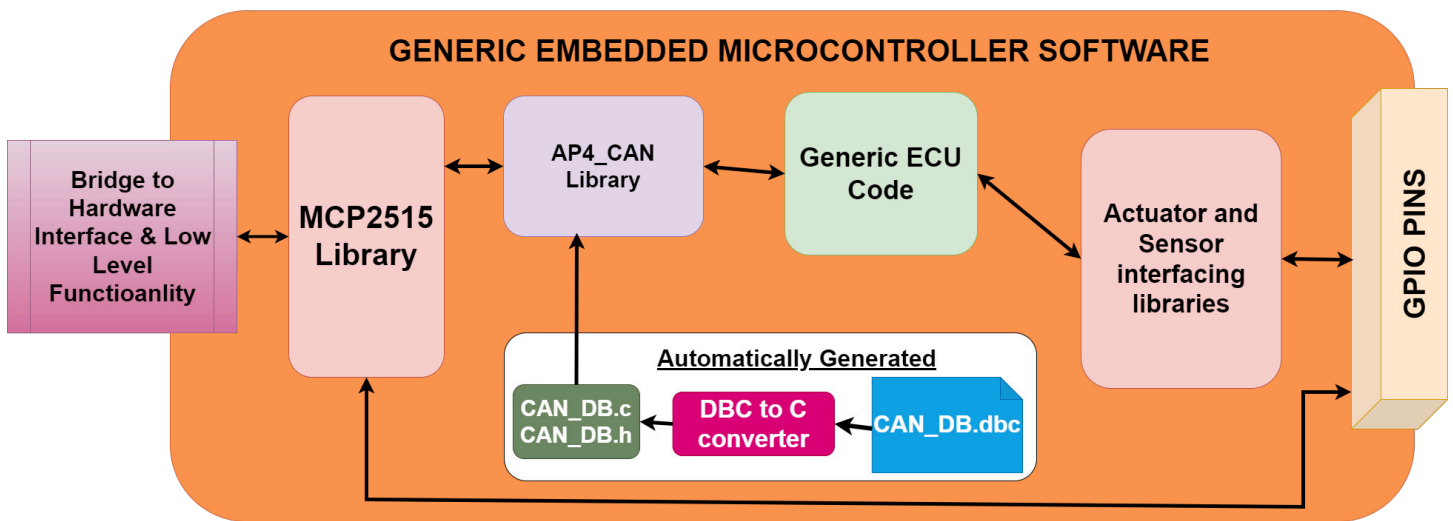 GENERIC EMBEDDED MICROCONTROLLER SOFTWARE
Bridge to
Hardware
Interface & Low
Level
Functioanlity
MCP2515
Library
AP4_CAN
Library
Generic ECU
Code
Actuator and
Sensor
interfacing
libraries
GPIO PINS
Automatically Generated
CAN_DB.c
CAN_DB.h
DBC to C
converter
CAN_DB.dbc